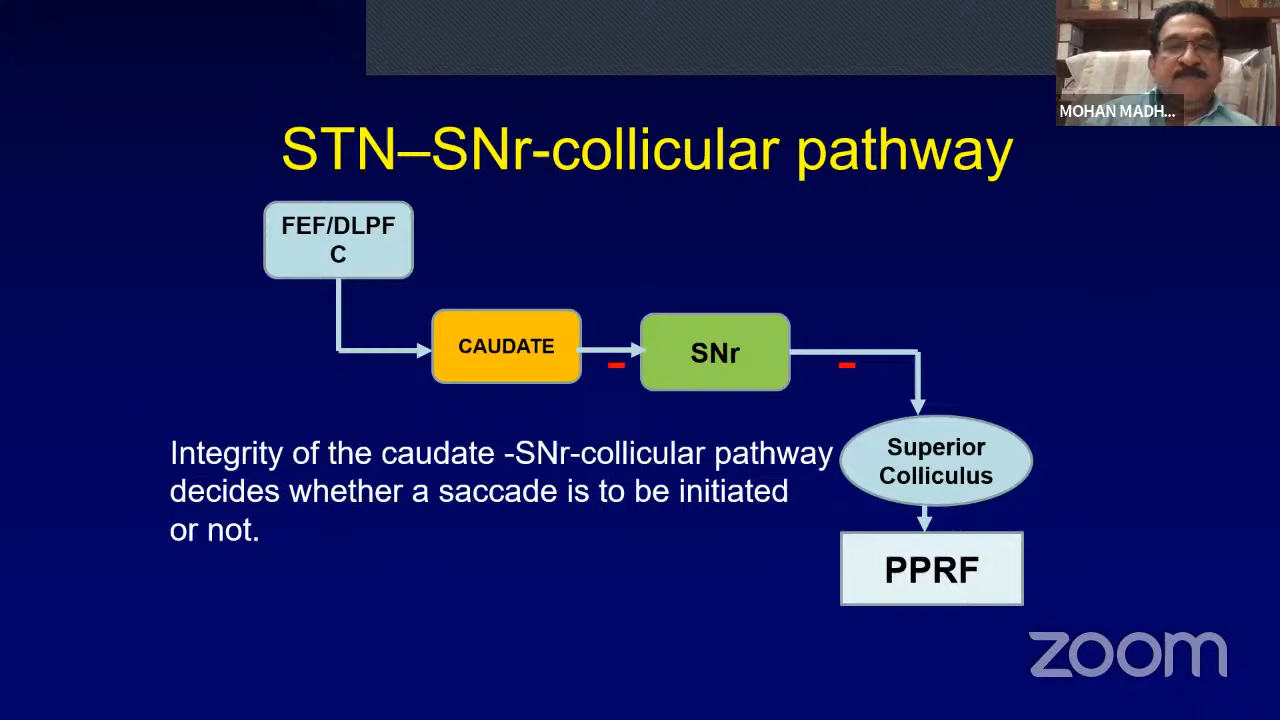 MOHAN MADH...
STN–SNr-collicular pathway
FEF/DLPF
C
CAUDATE
-
SNr
-
Integrity of the caudate -SNr-collicular pathway
decides whether a saccade is to be initiated
or not.
Superior
Colliculus
PPRF
zoom